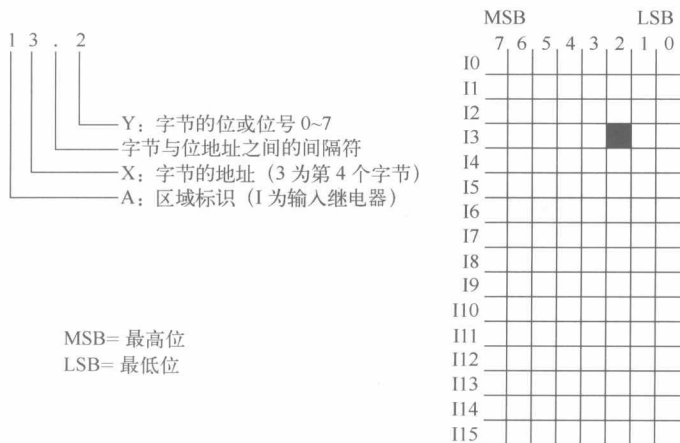 1 3 . 2
Y：字节的位或位号 0~7
字节与位地址之间的间隔符
X：字节的地址（3 为第 4 个字节）
A：区域标识（I 为输入继电器）
MSB= 最高位
LSB= 最低位
MSB LSB
7 6 5 4 3 2 1 0
I0
I1
I2
I3
I4
I5
I6
I7
I8
I9
I10
I11
I12
I13
I14
I15